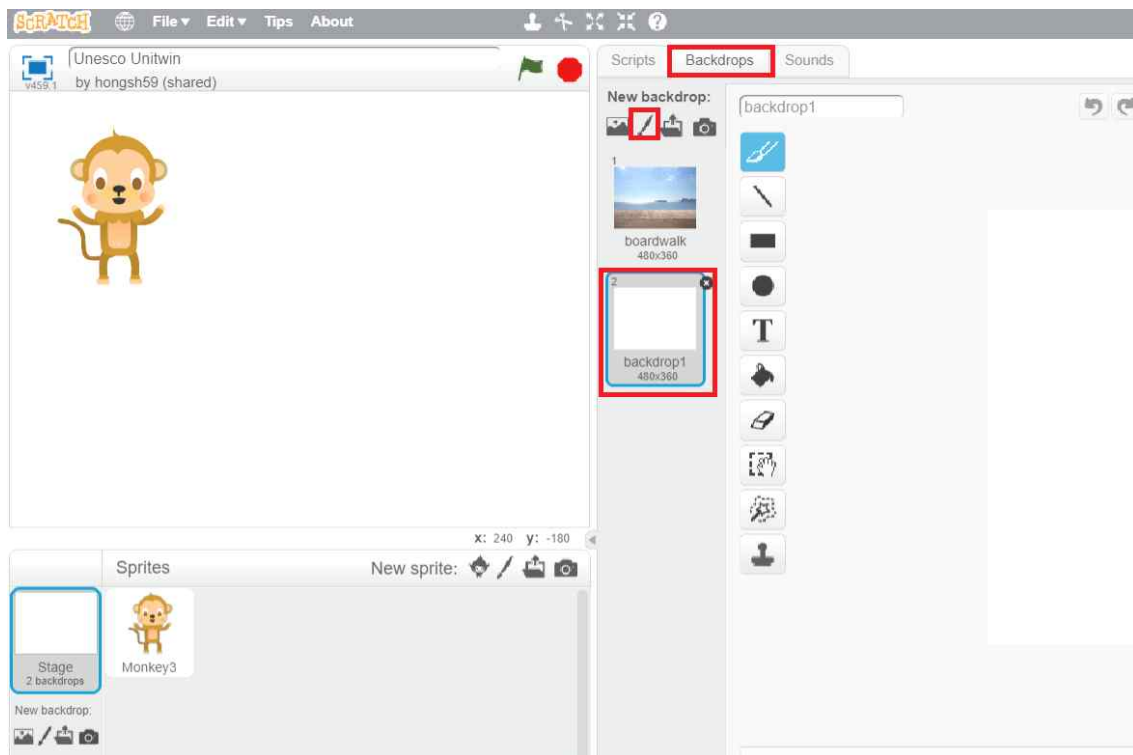 SCRATCH File Edit Tips About
Unesco Unitwin
by hongsh59 (shared)
v459.1
Scripts Backdrops Sounds
New backdrop:
backdrop1
1
boardwalk
480x360
2
backdrop1
480x360
T
x: 240 y: -180
Sprites New sprite:
Stage
2 backdrops
Monkey3
New backdrop: